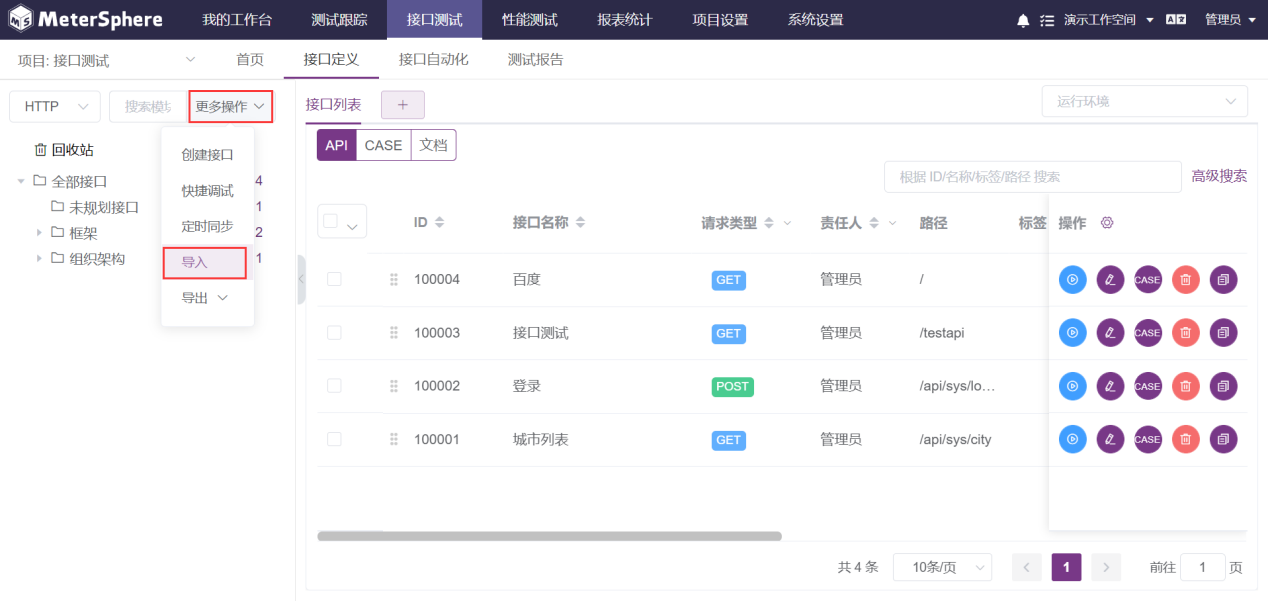 MeterSphere 我的工作台 测试跟踪 接口测试 性能测试 报表统计 项目设置 系统设置 演示工作空间 管理员
项目: 接口测试 首页 接口定义 接口自动化 测试报告
HTTP 搜索模块 更多操作
回收站
全部接口 4
未规划接口 1
框架 2
组织架构 1
创建接口
快捷调试
定时同步
导入
导出
接口列表 + 运行环境
API CASE 文档
根据 ID/名称/标签/路径 搜索 高级搜索
ID 接口名称 请求类型 责任人 路径 标签 操作
100004 百度 GET 管理员 / CASE
100003 接口测试 GET 管理员 /testapi CASE
100002 登录 POST 管理员 /api/sys/lo… CASE
100001 城市列表 GET 管理员 /api/sys/city CASE
共 4 条 10条/页 1 前往 1 页